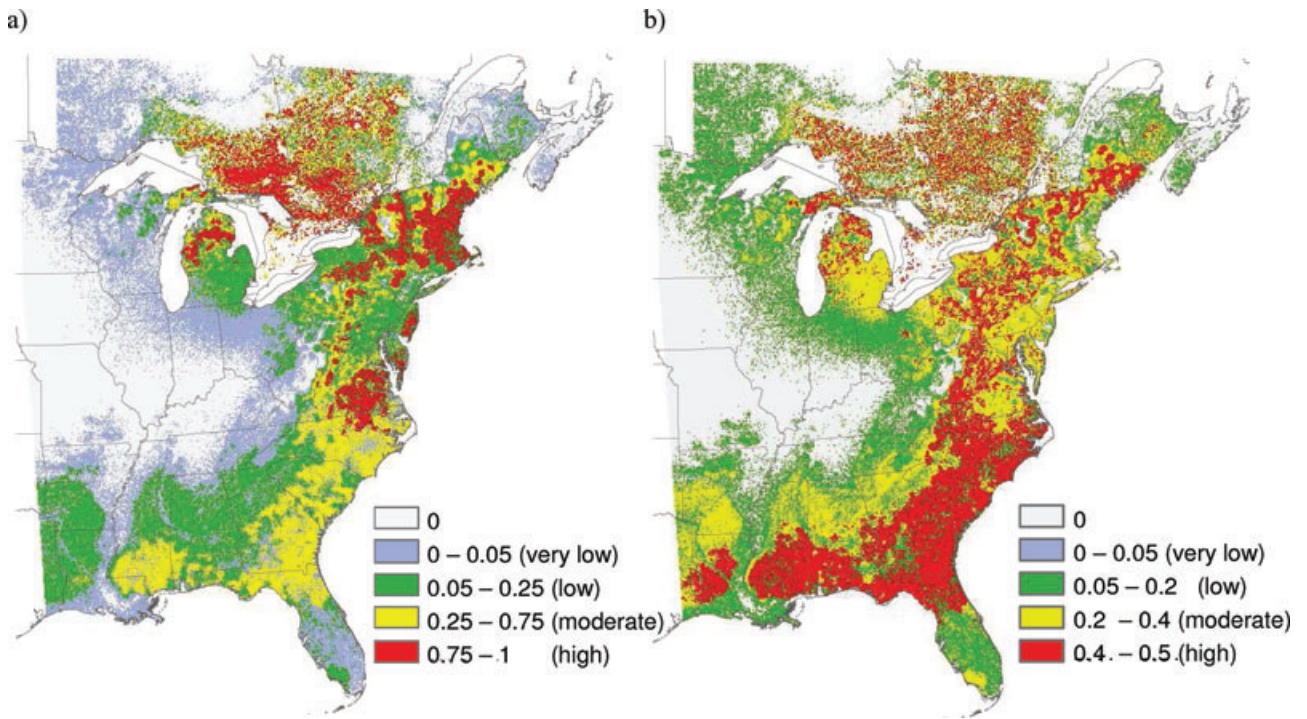 a)
b)
0
0 – 0.05 (very low)
0.05 – 0.25 (low)
0.25 – 0.75 (moderate)
0.75 – 1 (high)
0
0 – 0.05 (very low)
0.05 – 0.2 (low)
0.2 – 0.4 (moderate)
0.4. – 0.5.(high)